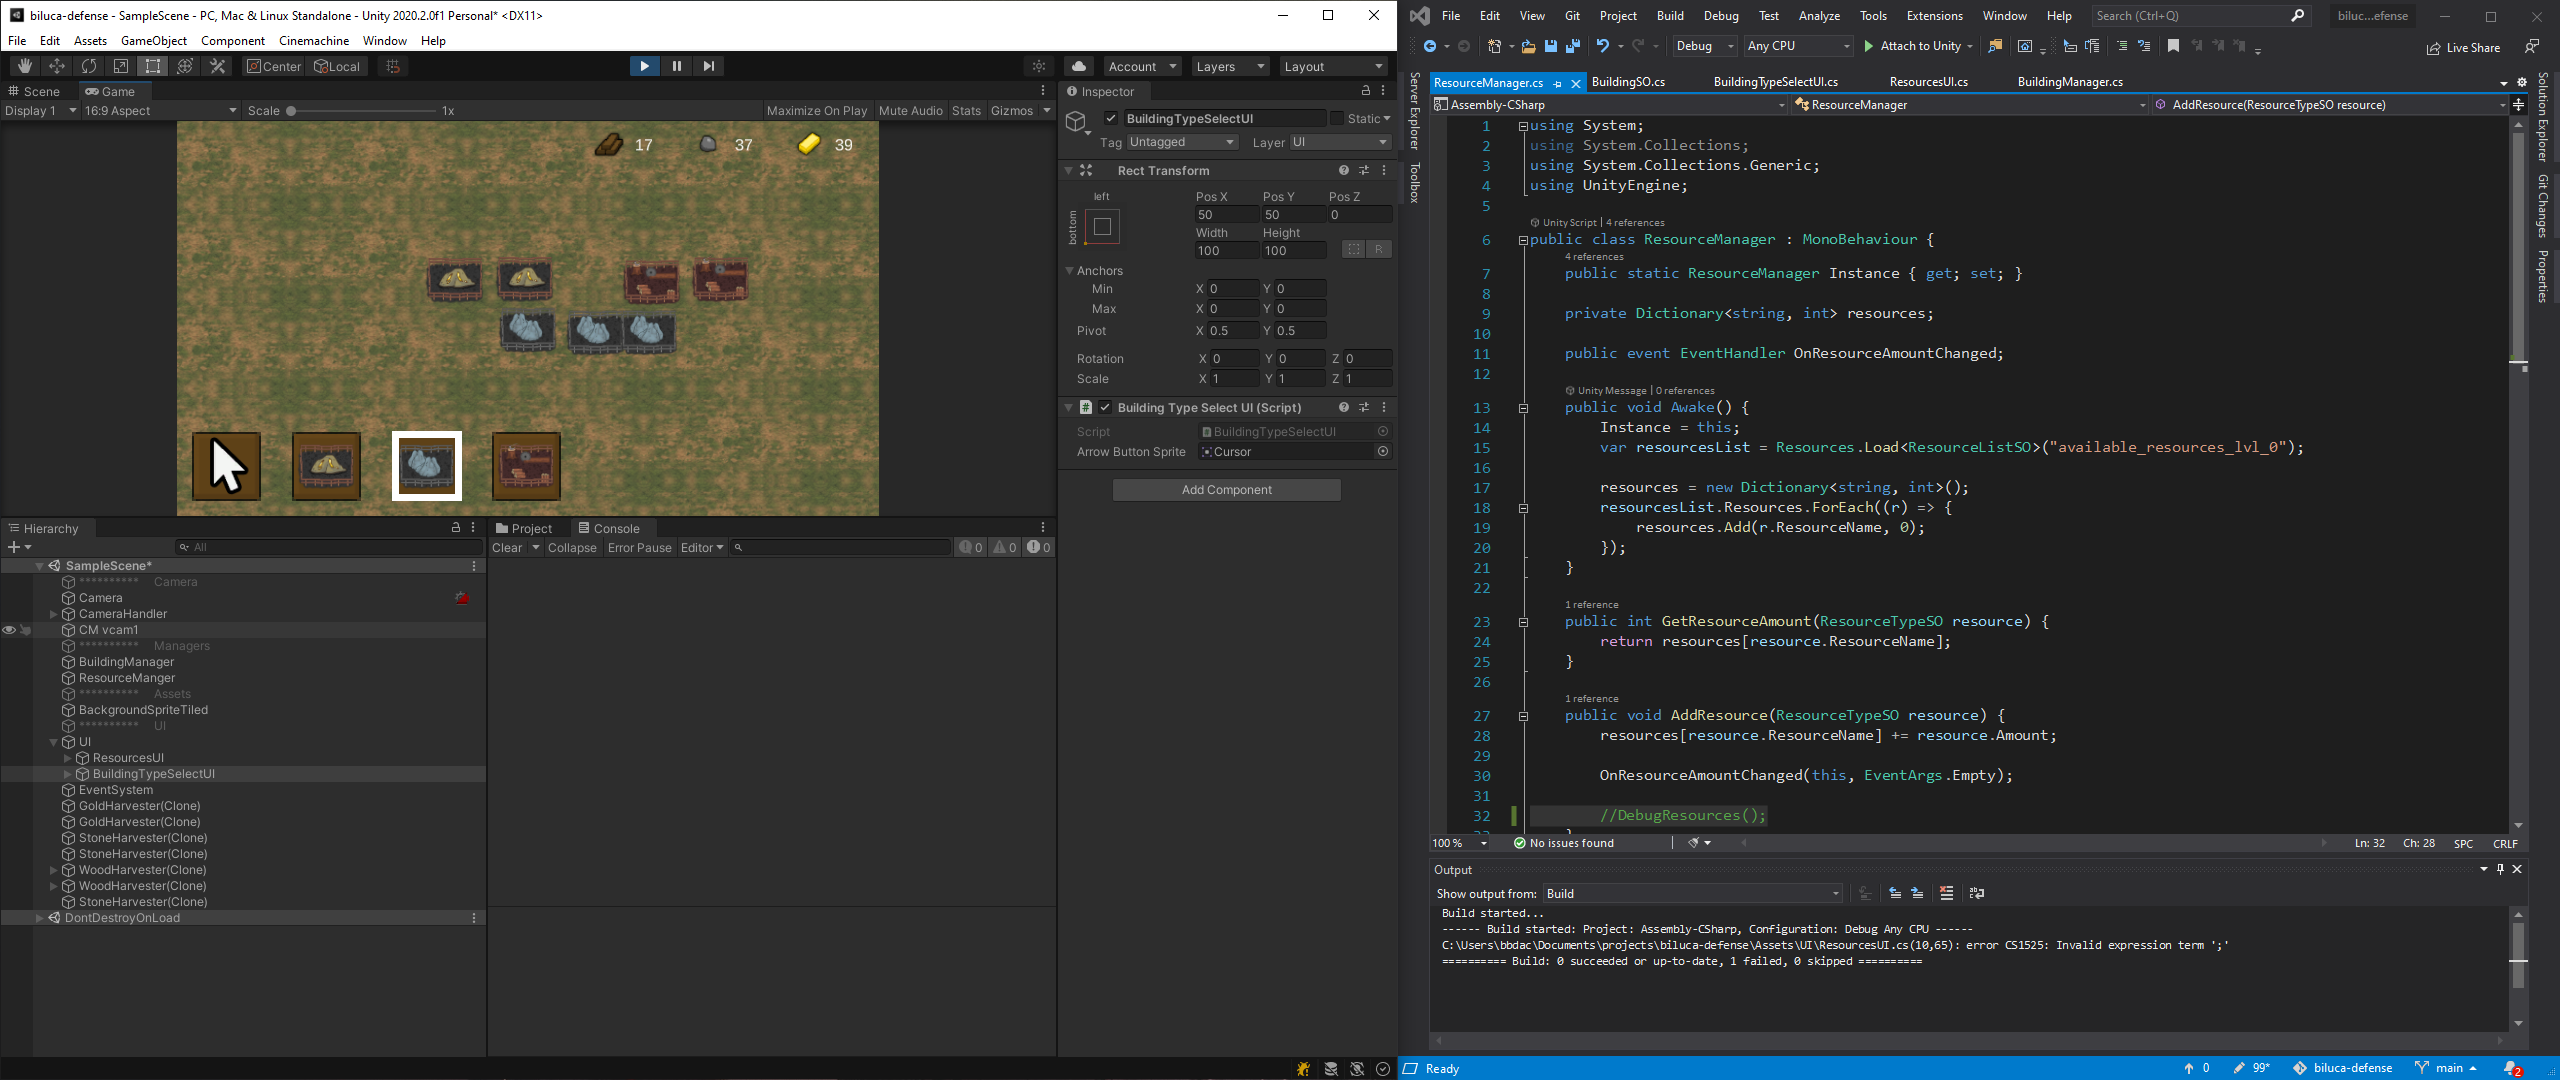 biluca-defense - SampleScene - PC, Mac & Linux Standalone - Unity 2020.2.0f1 Personal* <DX11>
File Edit Assets GameObject Component Cinemachine Window Help
Center Local
Account Layers Layout
Scene Game
Display 1 16:9 Aspect Scale 1x Maximize On Play Mute Audio Stats Gizmos
17 37 39
Hierarchy
All
SampleScene*
********** Camera
Camera
CameraHandler
CM vcam1
********** Managers
BuildingManager
ResourceManger
********** Assets
BackgroundSpriteTiled
********** UI
UI
ResourcesUI
BuildingTypeSelectUI
EventSystem
GoldHarvester(Clone)
GoldHarvester(Clone)
StoneHarvester(Clone)
StoneHarvester(Clone)
WoodHarvester(Clone)
WoodHarvester(Clone)
StoneHarvester(Clone)
DontDestroyOnLoad
Project Console
Clear Collapse Error Pause Editor 0 0 0
Inspector
BuildingTypeSelectUI Static
Tag Untagged Layer UI
Rect Transform
left
bottom
Pos X Pos Y Pos Z
50 50 0
Width Height
100 100 R
Anchors
Min X 0 Y 0
Max X 0 Y 0
Pivot X 0.5 Y 0.5
Rotation X 0 Y 0 Z 0
Scale X 1 Y 1 Z 1
Building Type Select UI (Script)
Script BuildingTypeSelectUI
Arrow Button Sprite Cursor
Add Component
File Edit View Git Project Build Debug Test Analyze Tools Extensions Window Help Search (Ctrl+Q) biluc...efense
Debug Any CPU Attach to Unity Live Share
Server Explorer
Toolbox
ResourceManager.cs BuildingSO.cs BuildingTypeSelectUI.cs ResourcesUI.cs BuildingManager.cs
Assembly-CSharp ResourceManager AddResource(ResourceTypeSO resource)
1 using System;
2 using System.Collections;
3 using System.Collections.Generic;
4 using UnityEngine;
5
Unity Script | 4 references
6 public class ResourceManager : MonoBehaviour {
4 references
7 public static ResourceManager Instance { get; set; }
8
9 private Dictionary<string, int> resources;
10
11 public event EventHandler OnResourceAmountChanged;
12
Unity Message | 0 references
13 public void Awake() {
14 Instance = this;
15 var resourcesList = Resources.Load<ResourceListSO>("available_resources_lvl_0");
16
17 resources = new Dictionary<string, int>();
18 resourcesList.Resources.ForEach((r) => {
19 resources.Add(r.ResourceName, 0);
20 });
21 }
22
1 reference
23 public int GetResourceAmount(ResourceTypeSO resource) {
24 return resources[resource.ResourceName];
25 }
26
1 reference
27 public void AddResource(ResourceTypeSO resource) {
28 resources[resource.ResourceName] += resource.Amount;
29
30 OnResourceAmountChanged(this, EventArgs.Empty);
31
32 //DebugResources();
100 % No issues found Ln: 32 Ch: 28 SPC CRLF
Output
Show output from: Build
Build started...
------ Build started: Project: Assembly-CSharp, Configuration: Debug Any CPU ------
C:\Users\bbdac\Documents\projects\biluca-defense\Assets\UI\ResourcesUI.cs(10,65): error CS1525: Invalid expression term ';'
========== Build: 0 succeeded or up-to-date, 1 failed, 0 skipped ==========
Solution Explorer
Git Changes
Properties
Ready 0 99* biluca-defense main 2